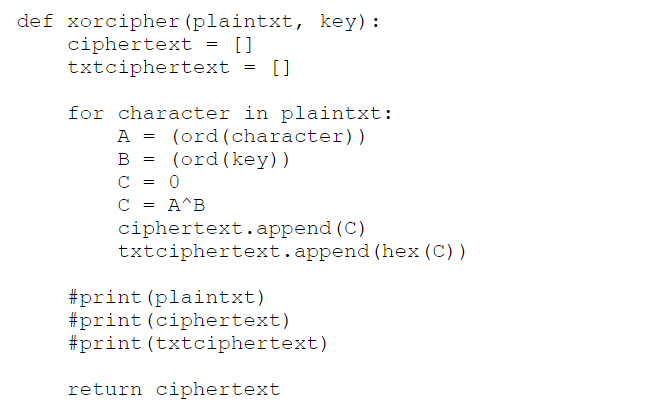 def xorcipher(plaintxt, key):
    ciphertext = []
    txtciphertext = []

    for character in plaintxt:
        A = (ord(character))
        B = (ord(key))
        C = 0
        C = A^B
        ciphertext.append(C)
        txtciphertext.append(hex(C))

    #print(plaintxt)
    #print(ciphertext)
    #print(txtciphertext)

    return ciphertext